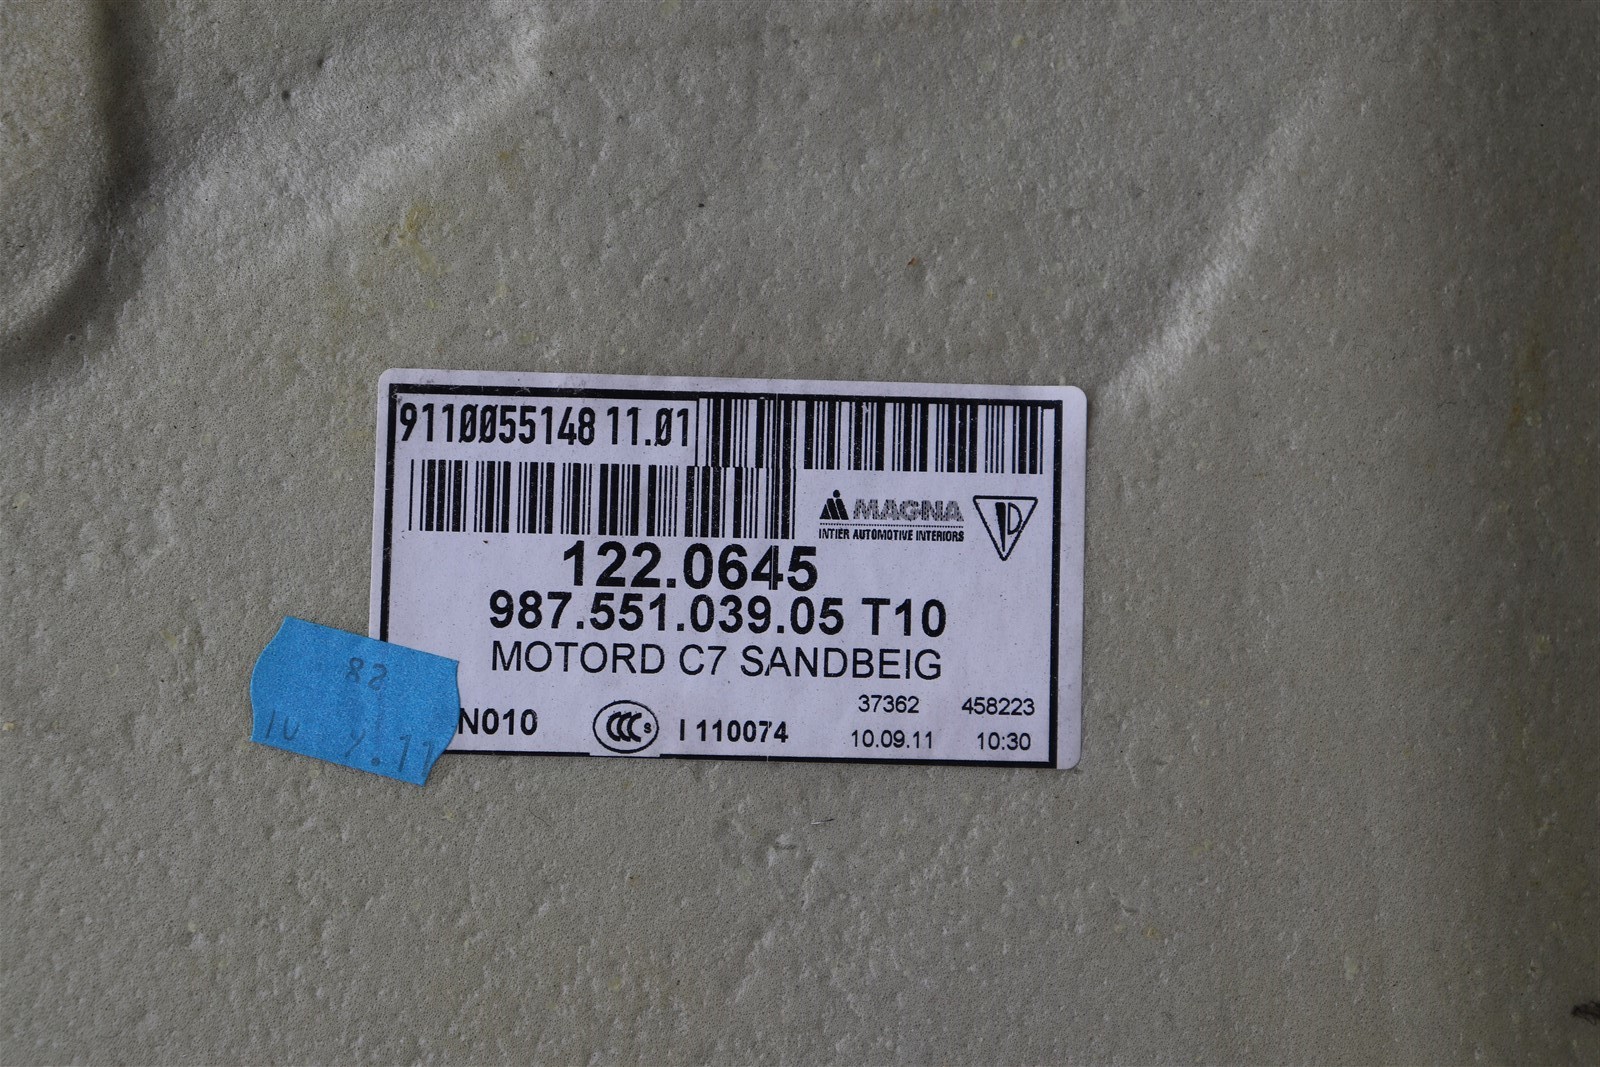 9110055148 11.01
MAGNA
INTIER AUTOMOTIVE INTERIORS
122.0645
987.551.039.05 T10
MOTORD C7 SANDBEIG
37362 458223
N010
CCC S
I 110074
10.09.11 10:30
82